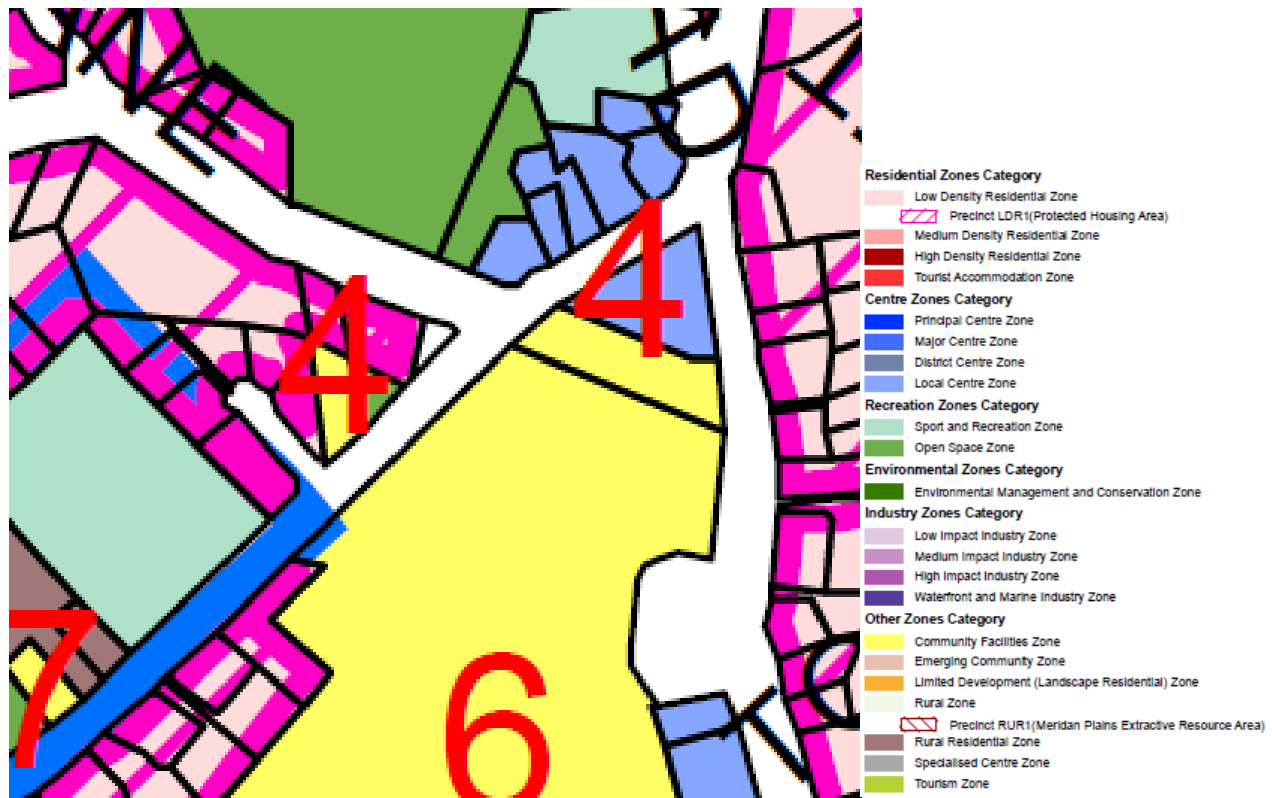 4
4
7
6
Residential Zones Category
Low Density Residential Zone
Precinct LDR1(Protected Housing Area)
Medium Density Residential Zone
High Density Residential Zone
Tourist Accommodation Zone
Centre Zones Category
Principal Centre Zone
Major Centre Zone
District Centre Zone
Local Centre Zone
Recreation Zones Category
Sport and Recreation Zone
Open Space Zone
Environmental Zones Category
Environmental Management and Conservation Zone
Industry Zones Category
Low Impact Industry Zone
Medium Impact Industry Zone
High Impact Industry Zone
Waterfront and Marine Industry Zone
Other Zones Category
Community Facilities Zone
Emerging Community Zone
Limited Development (Landscape Residential) Zone
Rural Zone
Precinct RUR1(Meridan Plains Extractive Resource Area)
Rural Residential Zone
Specialised Centre Zone
Tourism Zone